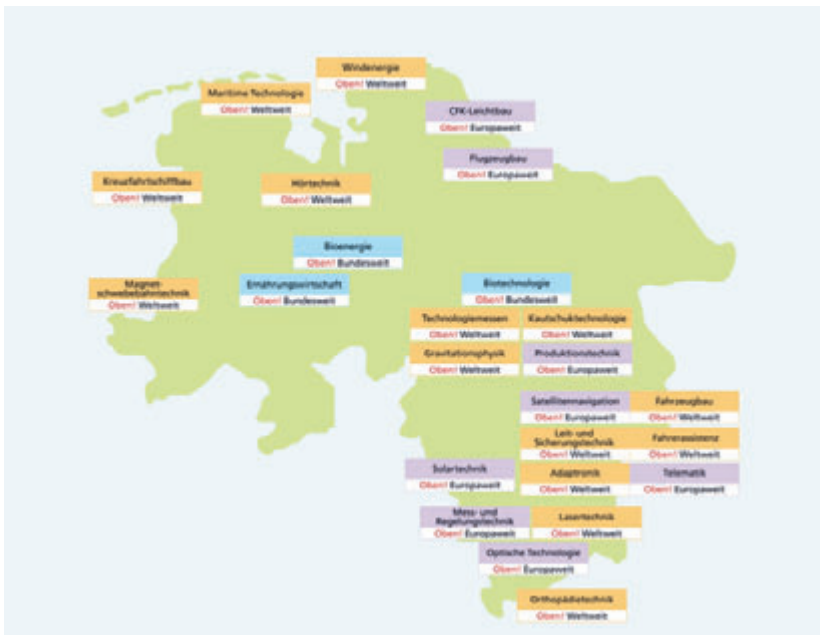 Windenergie
Oben! Weltweit
Maritime Technologie
Oben! Weltweit
CFK-Leichtbau
Oben! Europaweit
Flugzeugbau
Oben! Europaweit
Kreuzfahrtschiffbau
Oben! Weltweit
Hörtechnik
Oben! Weltweit
Bioenergie
Oben! Bundesweit
Magnet-
schwebebahntechnik
Oben! Weltweit
Ernährungswirtschaft
Oben! Bundesweit
Biotechnologie
Oben! Bundesweit
Technologiemessen
Oben! Weltweit
Kautschuktechnologie
Oben! Weltweit
Gravitationsphysik
Oben! Weltweit
Produktionstechnik
Oben! Europaweit
Satellitennavigation
Oben! Europaweit
Fahrzeugbau
Oben! Weltweit
Leit- und
Sicherungstechnik
Oben! Weltweit
Fahrerassistenz
Oben! Weltweit
Solartechnik
Oben! Europaweit
Adaptronik
Oben! Weltweit
Telematik
Oben! Europaweit
Mess- und
Regelungstechnik
Oben! Europaweit
Lasertechnik
Oben! Weltweit
Optische Technologie
Oben! Europaweit
Orthopädietechnik
Oben! Weltweit